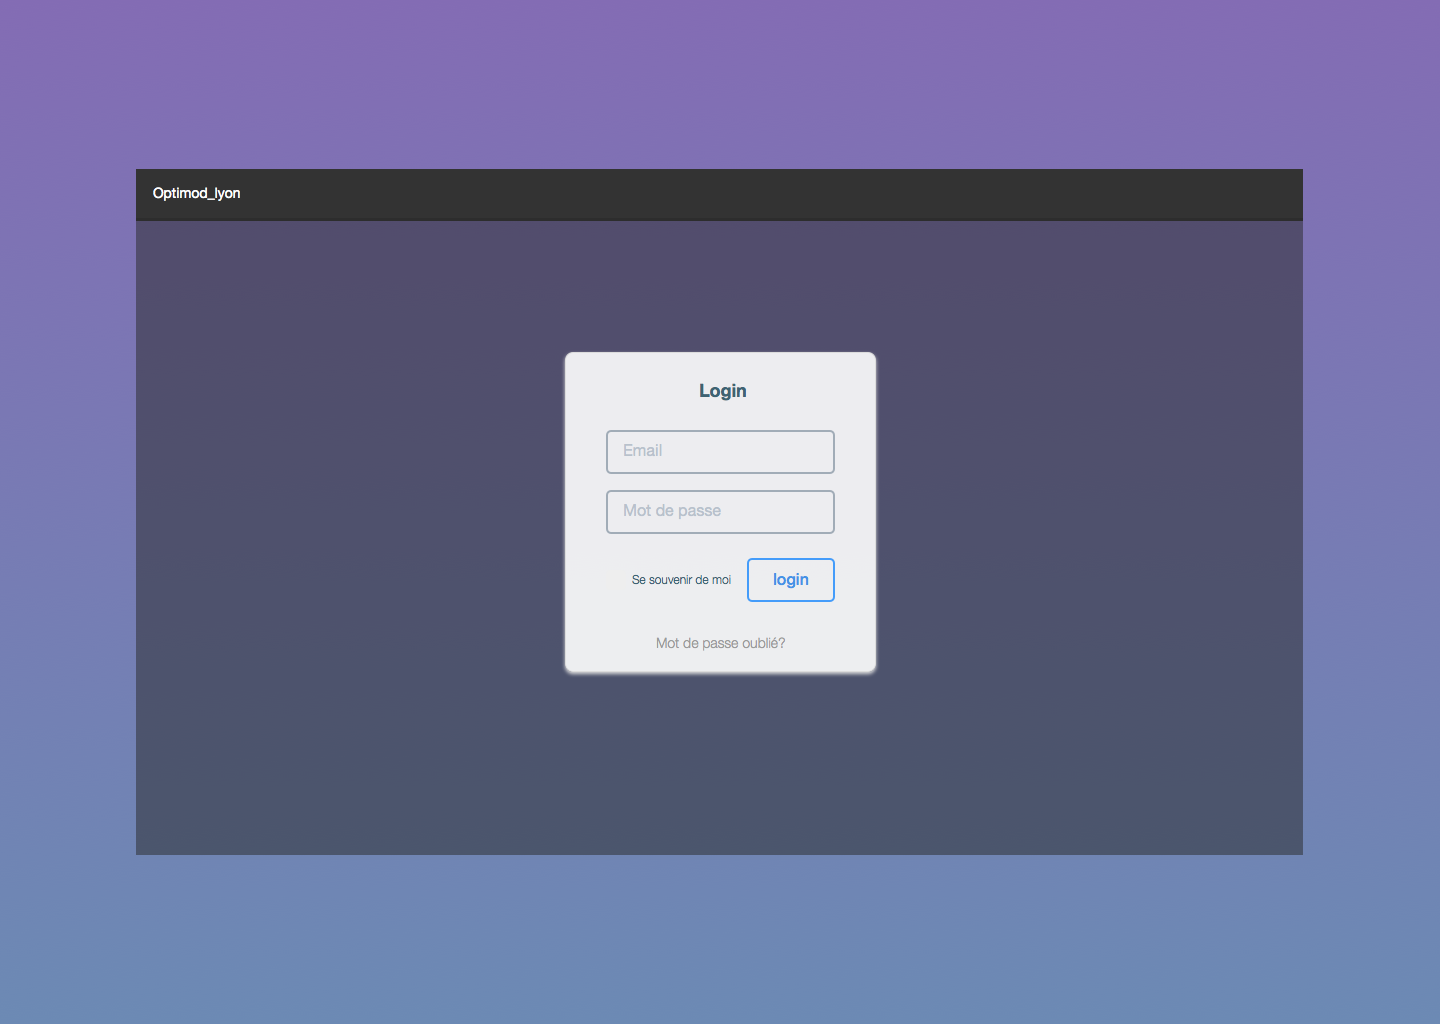 Optimod_lyon
Login
Email
Mot de passe
Se souvenir de moi
login
Mot de passe oublié?